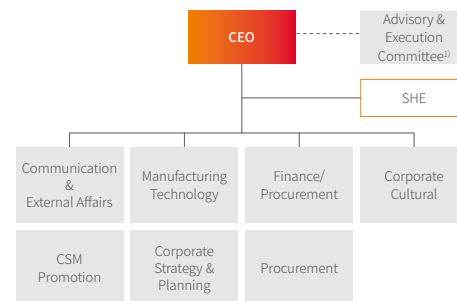 CEO
Advisory &
Execution
Committee1)
SHE
Communication
&
External Affairs
Manufacturing
Technology
Finance/
Procurement
Corporate
Cultural
CSM
Promotion
Corporate
Strategy &
Planning
Procurement